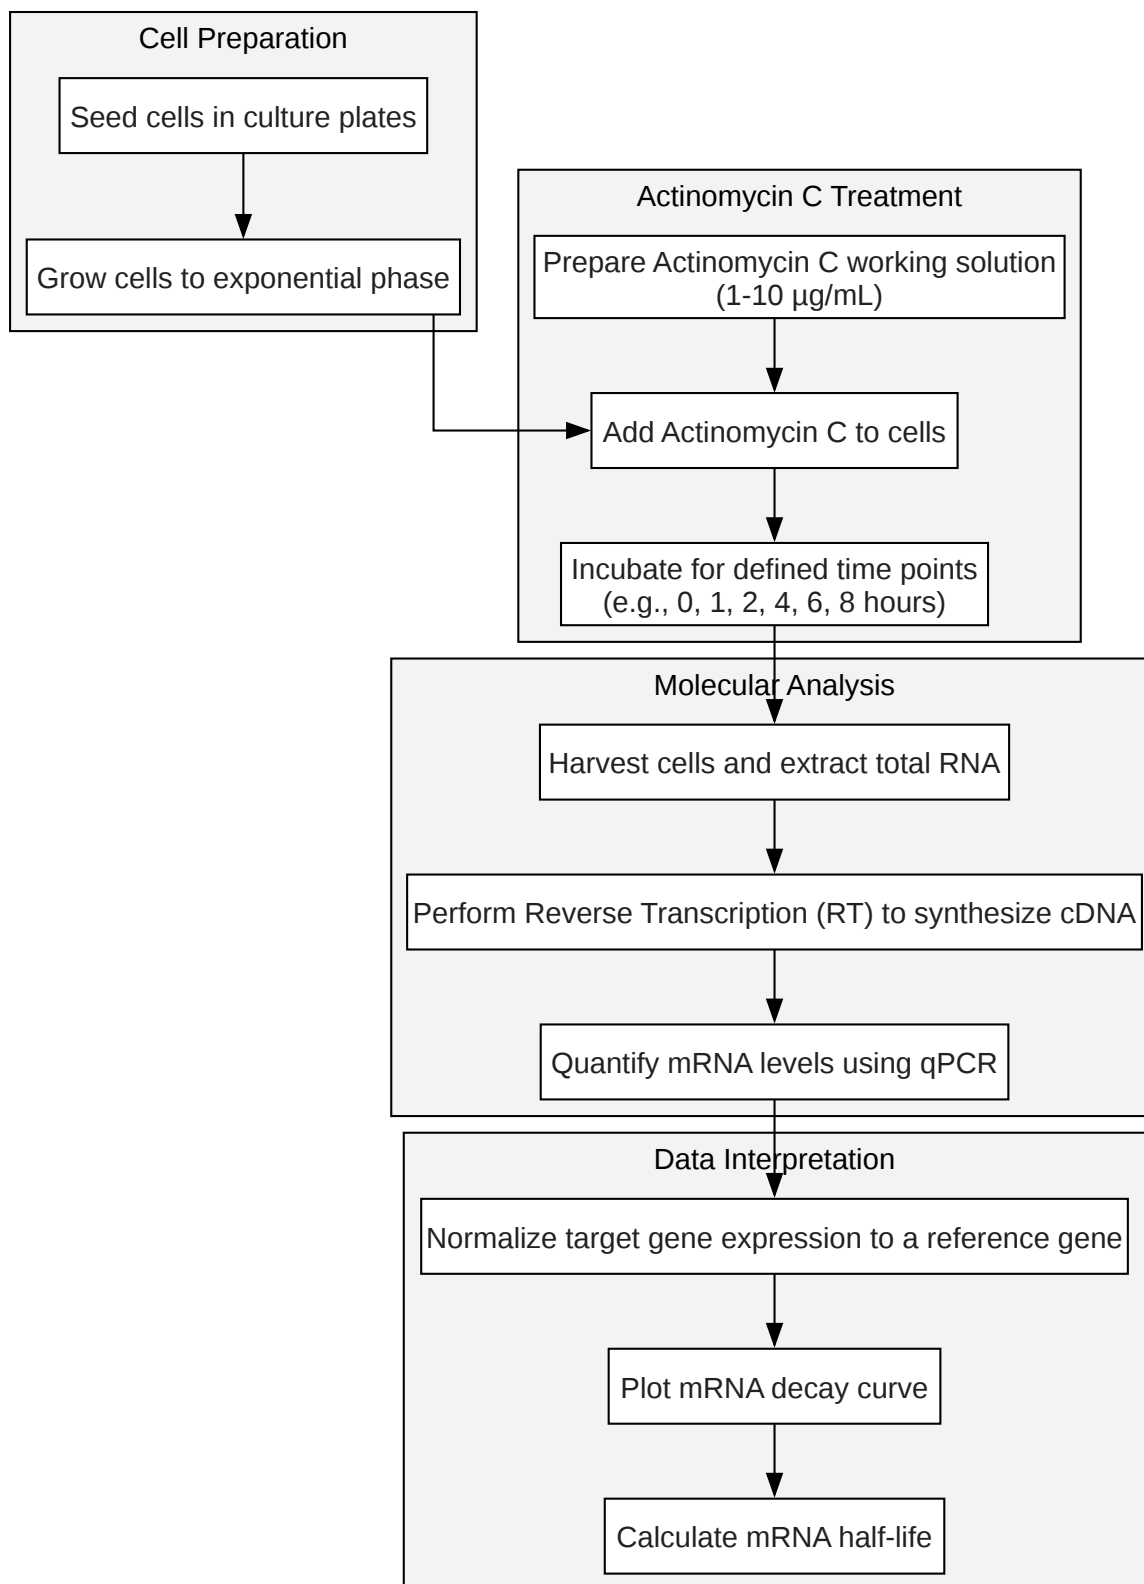 Cell Preparation
Seed cells in culture plates
Grow cells to exponential phase
Actinomycin C Treatment
Prepare Actinomycin C working solution
(1-10 µg/mL)
Add Actinomycin C to cells
Incubate for defined time points
(e.g., 0, 1, 2, 4, 6, 8 hours)
Molecular Analysis
Harvest cells and extract total RNA
Perform Reverse Transcription (RT) to synthesize cDNA
Quantify mRNA levels using qPCR
Data Interpretation
Normalize target gene expression to a reference gene
Plot mRNA decay curve
Calculate mRNA half-life